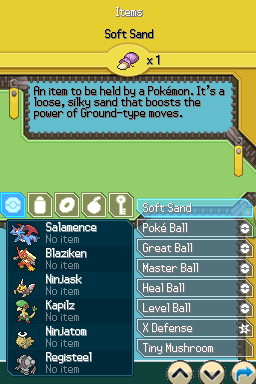 Items
Soft Sand
x1
An item to be held by a Pokémon. It's a
loose, silky sand that boosts the
power of Ground-type moves.
Salamence
No item
Blaziken
No item
Ninjask
No item
Kapilz
No item
Ninjatom
No item
Registeel
No item
Soft Sand
Poké Ball
Great Ball
Master Ball
Heal Ball
Level Ball
X Defense
Tiny Mushroom